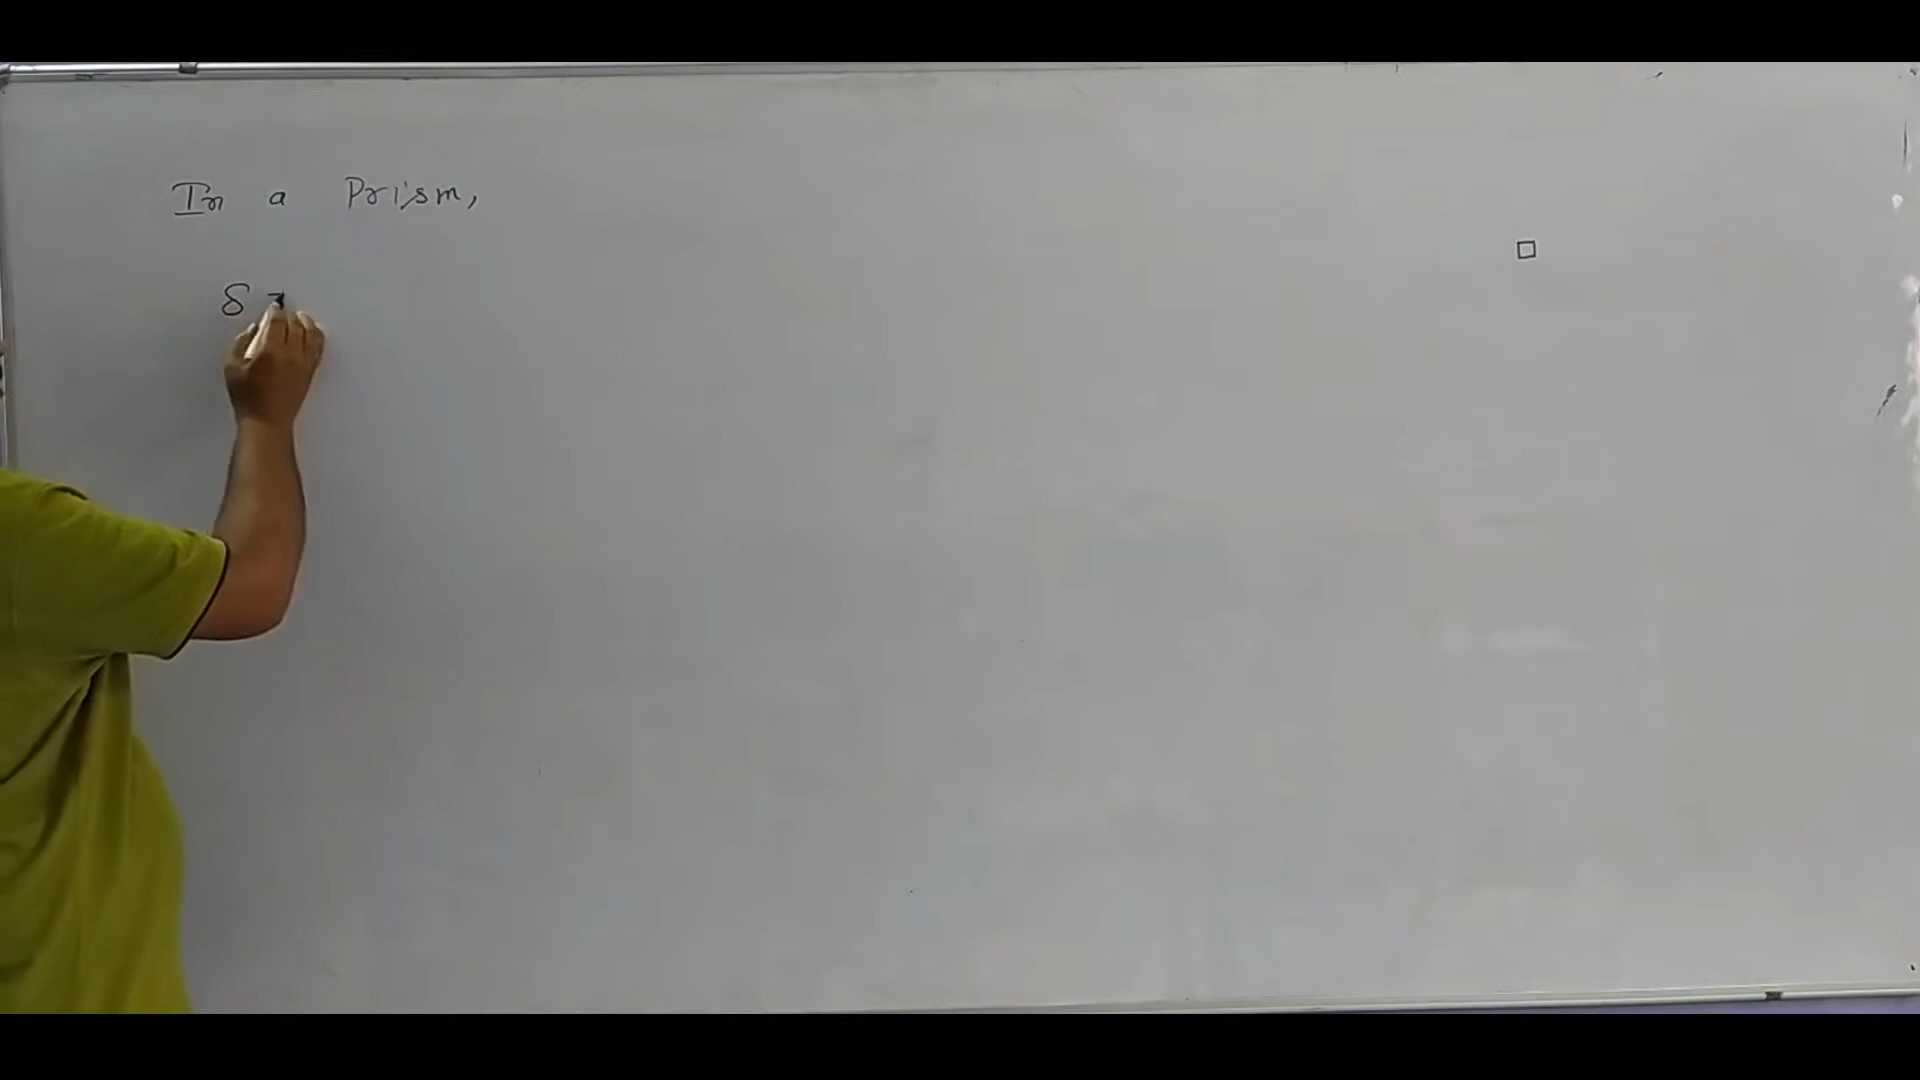 In a Prism,
δ =